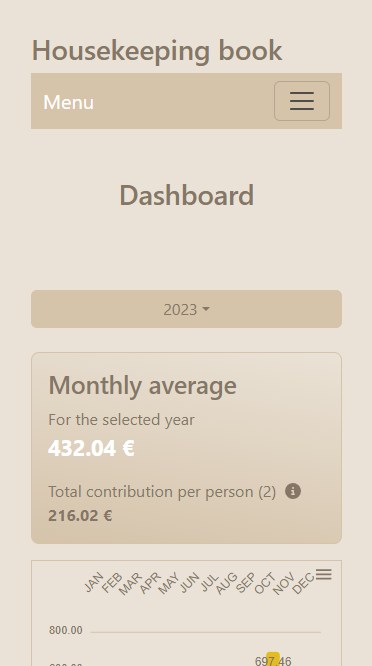 Housekeeping book
Menu
Dashboard
2023
Monthly average
For the selected year
432.04 €
Total contribution per person (2)
216.02 €
JAN FEB MAR APR MAY JUN JUL AUG SEP OCT NOV DEC
800.00
697.46